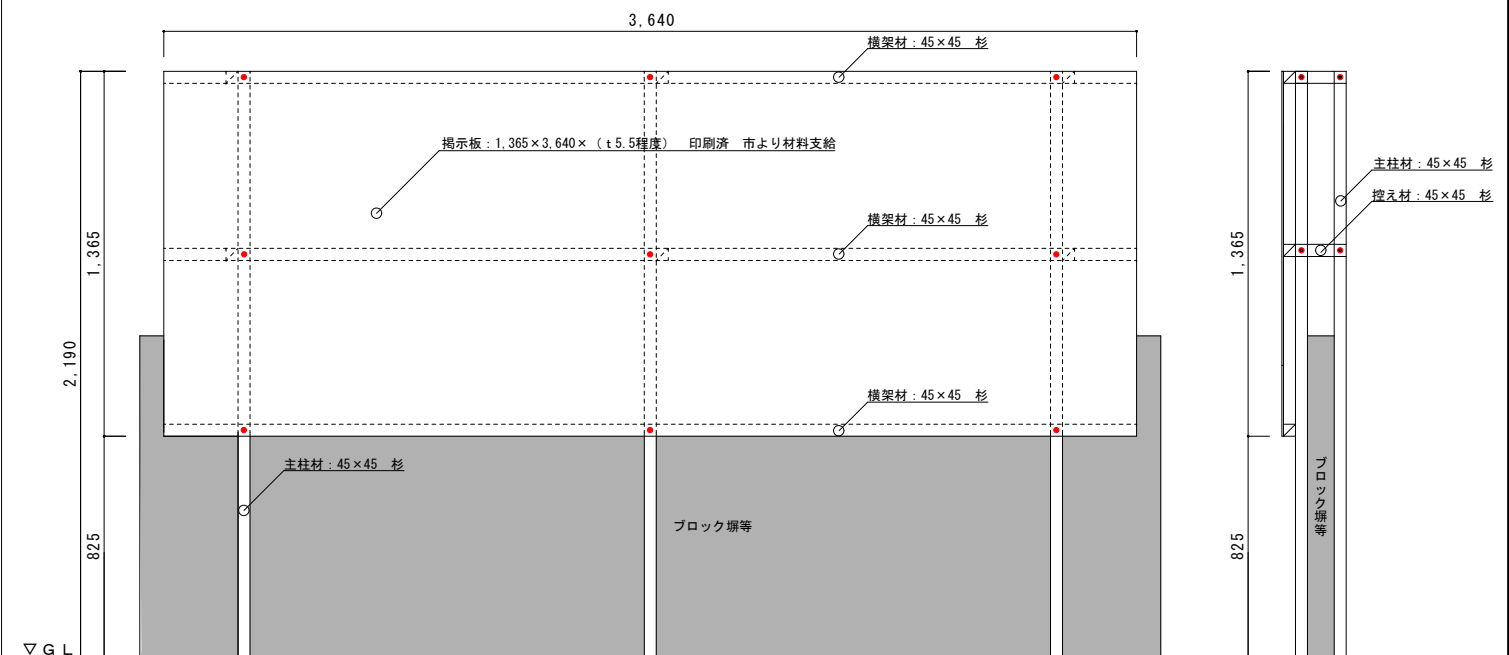 3,640
横架材：45×45　杉
掲示板：1,365×3,640×（ｔ5.5程度）　印刷済　市より材料支給
主柱材：45×45　杉
控え材：45×45　杉
横架材：45×45　杉
1,365
1,365
2,190
横架材：45×45　杉
主柱材：45×45　杉
ブロック塀等
ブロック塀等
825
825
▽ＧＬ